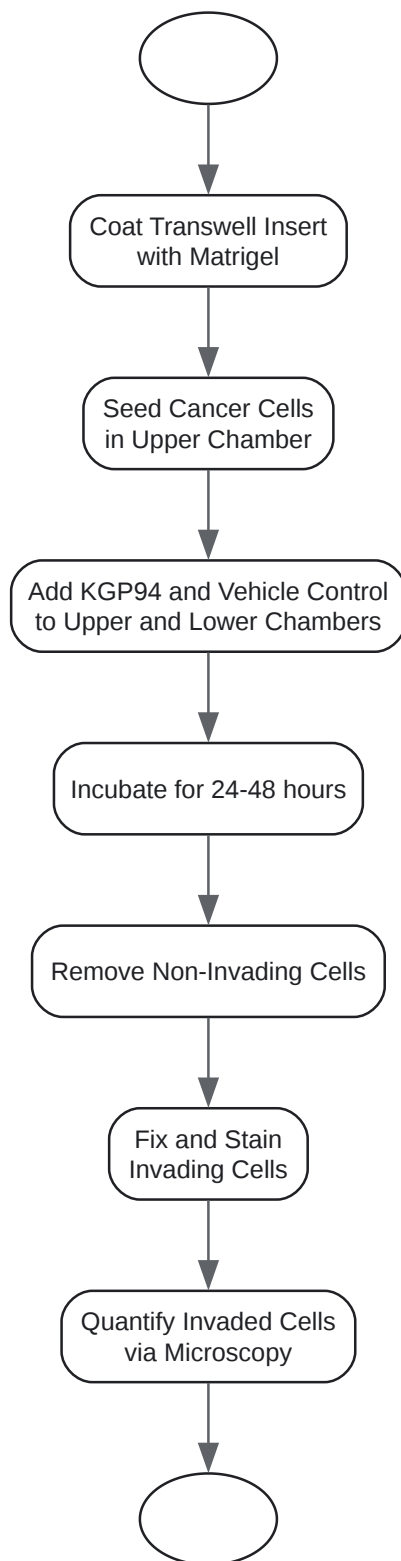 Coat Transwell Insert
with Matrigel
Seed Cancer Cells
in Upper Chamber
Add KGP94 and Vehicle Control
to Upper and Lower Chambers
Incubate for 24-48 hours
Remove Non-Invading Cells
Fix and Stain
Invading Cells
Quantify Invaded Cells
via Microscopy